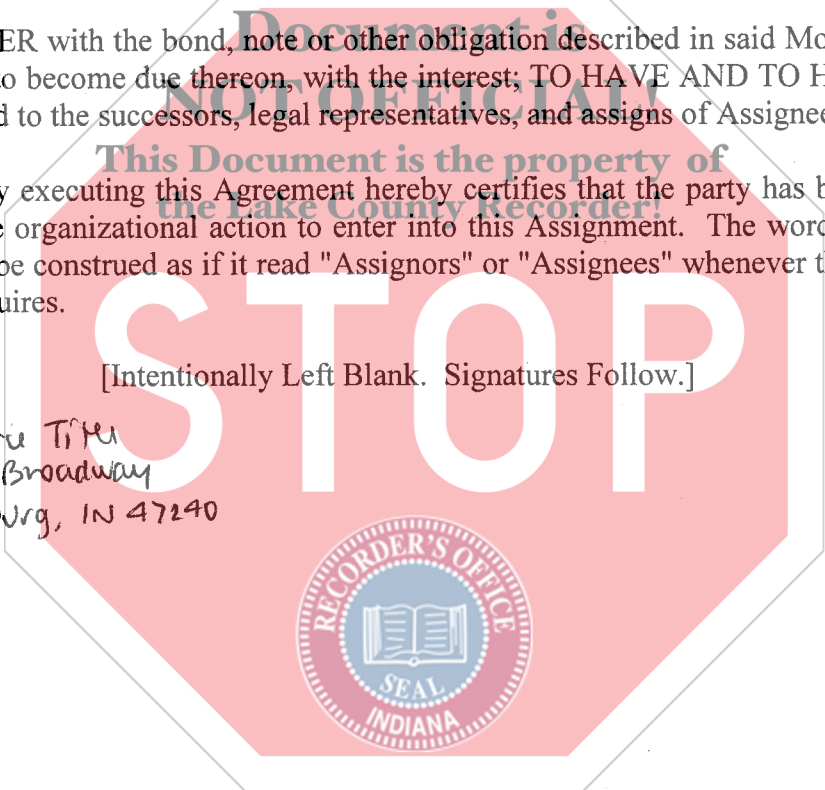 Document is
ER with the bond, note or other obligation described in said Mo
NOT OFFICIAL!
o become due thereon, with the interest; TO HAVE AND TO H
d to the successors, legal representatives, and assigns of Assignee
This Document is the property of
y executing this Agreement hereby certifies that the party has b
the Lake County Recorder!
e organizational action to enter into this Assignment. The word
be construed as if it read "Assignors" or "Assignees" whenever t
uires.
STOP
[Intentionally Left Blank. Signatures Follow.]
Broadway
urg, IN 47240
RECORDER'S OFFICE
SEAL
INDIANA